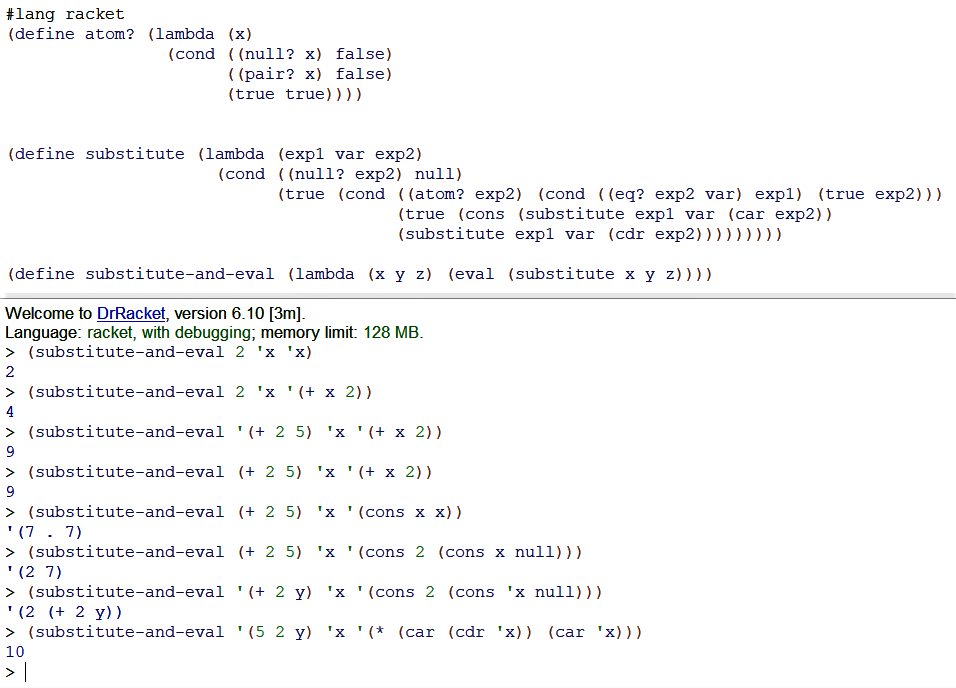 #lang racket
(define atom? (lambda (x)
                (cond ((null? x) false)
                      ((pair? x) false)
                      (true true))))
(define substitute (lambda (exp1 var exp2)
                     (cond ((null? exp2) null)
                           (true (cond ((atom? exp2) (cond ((eq? exp2 var) exp1) (true exp2)))
                                       (true (cons (substitute exp1 var (car exp2))
                                       (substitute exp1 var (cdr exp2)))))))))
(define substitute-and-eval (lambda (x y z) (eval (substitute x y z))))
Welcome to DrRacket, version 6.10 [3m].
Language: racket, with debugging; memory limit: 128 MB.
> (substitute-and-eval 2 'x 'x)
2
> (substitute-and-eval 2 'x '(+ x 2))
4
> (substitute-and-eval '(+ 2 5) 'x '(+ x 2))
9
> (substitute-and-eval (+ 2 5) 'x '(+ x 2))
9
> (substitute-and-eval (+ 2 5) 'x '(cons x x))
'(7 . 7)
> (substitute-and-eval (+ 2 5) 'x '(cons 2 (cons x null)))
'(2 7)
> (substitute-and-eval '(+ 2 y) 'x '(cons 2 (cons 'x null)))
'(2 (+ 2 y))
> (substitute-and-eval '(5 2 y) 'x '(* (car (cdr 'x)) (car 'x)))
10
>